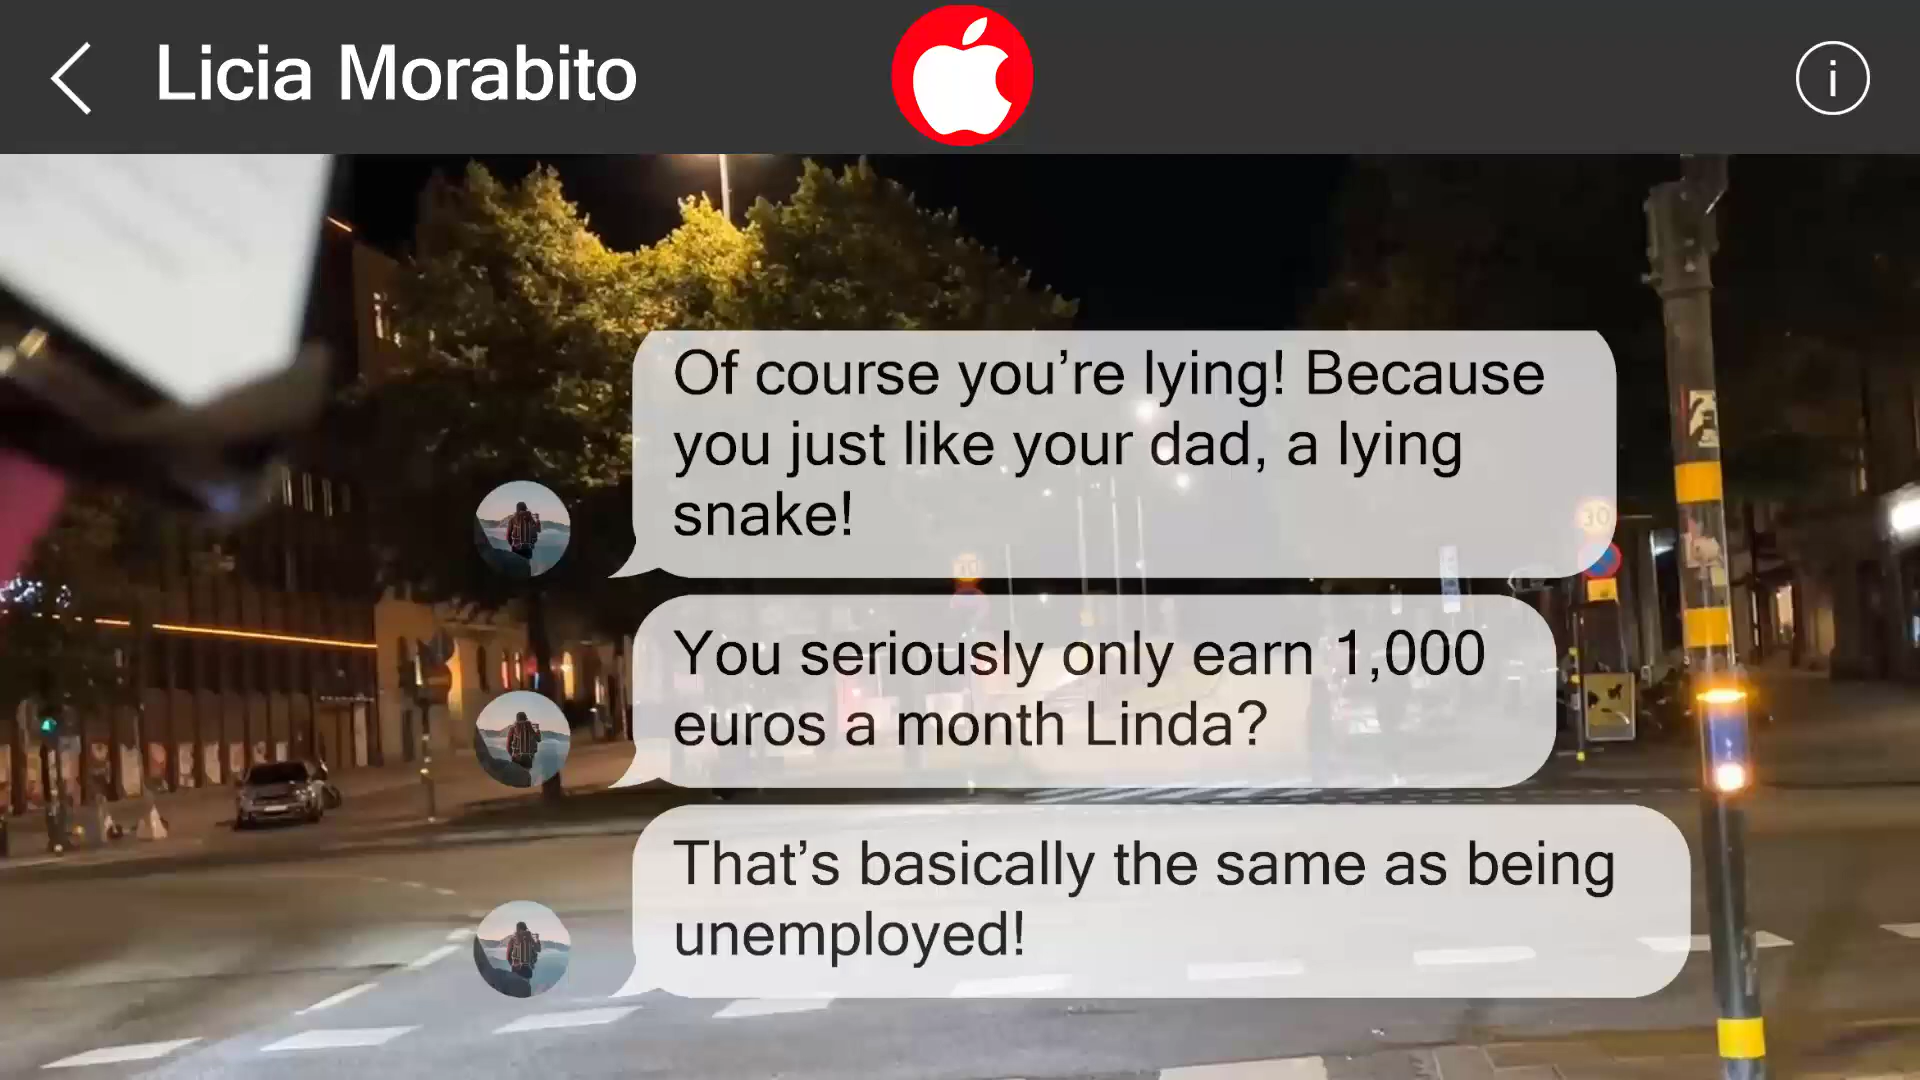 Licia Morabito
i
Of course you’re lying! Because
you just like your dad, a lying
snake!
30
You seriously only earn 1,000
euros a month Linda?
That’s basically the same as being
unemployed!